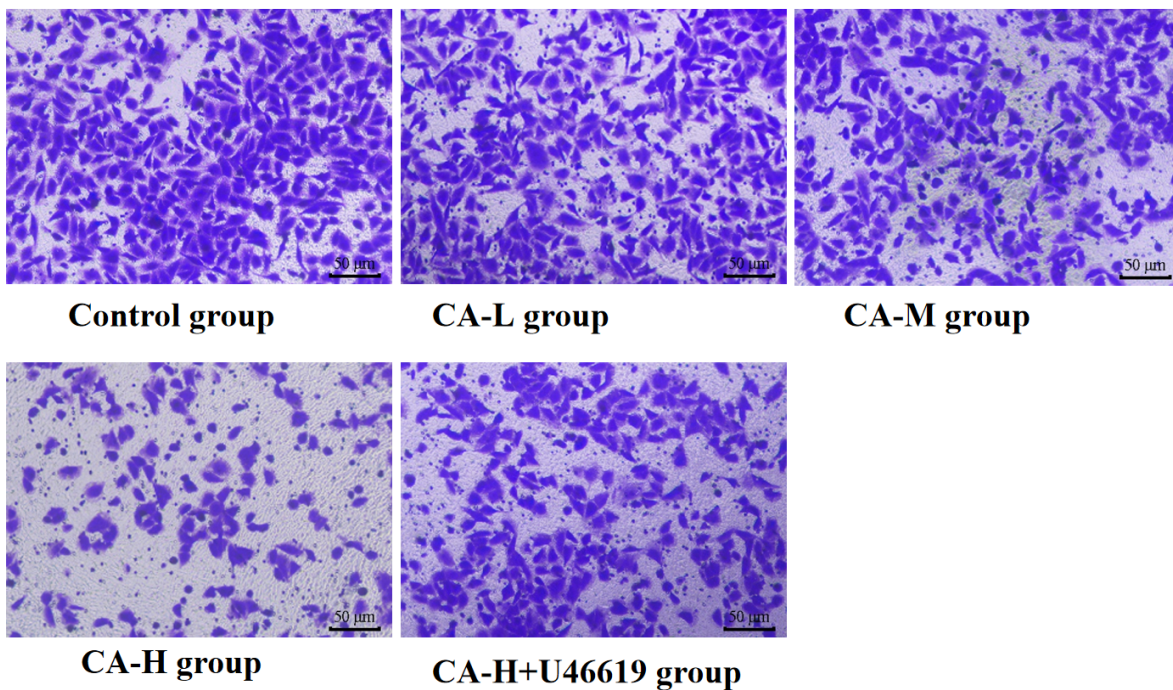 50 μm
50 μm
50 μm
Control group
CA-L group
CA-M group
50 μm
50 μm
CA-H group
CA-H+U46619 group